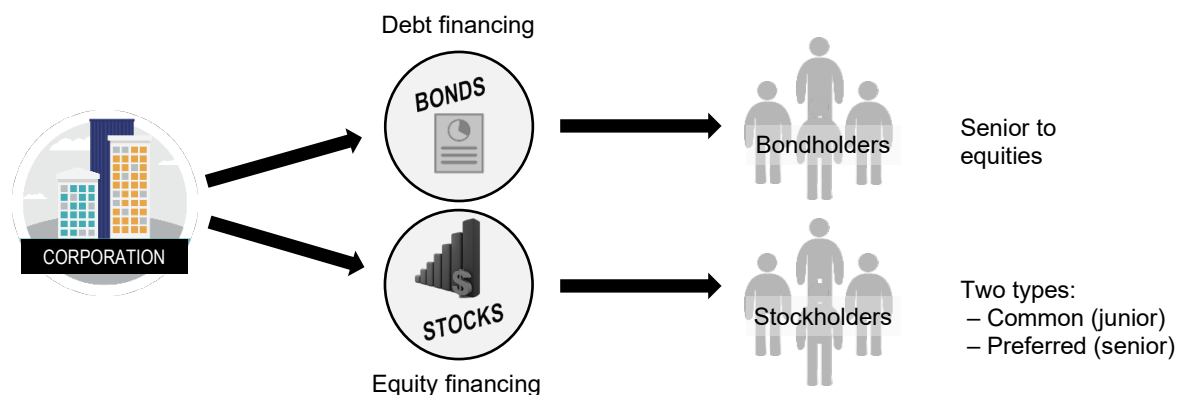 Debt financing
BONDS
Bondholders
Senior to
equities
CORPORATION
$
STOCKS
Stockholders
Two types:
– Common (junior)
– Preferred (senior)
Equity financing